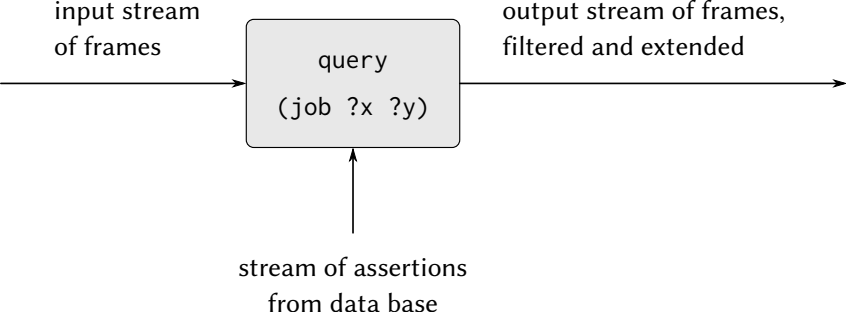 input stream
of frames
output stream of frames,
filtered and extended
query
(job ?x ?y)
stream of assertions
from data base